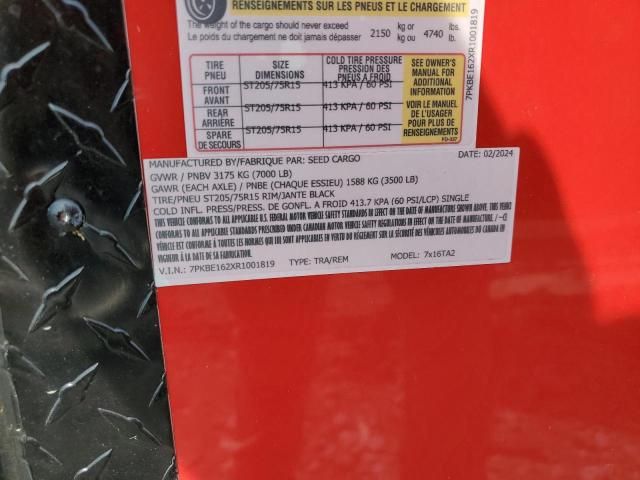 RENSEIGNEMENTS SUR LES PNEUS ET LE CHARGEMENT
The weight of the cargo should never exceed
Le poids du chargement ne doit jamais dépasser 2150 kg or kg ou 4740 lbs. lb.
TIRE PNEU SIZE DIMENSIONS COLD TIRE PRESSURE PRESSION DES PNEUS A FROID
FRONT AVANT ST205/75R15 413 KPA / 60 PSI
REAR ARRIÈRE ST205/75R15 413 KPA / 60 PSI
SPARE DE SECOURS ST205/75R15 413 KPA / 60 PSI
SEE OWNER'S
MANUAL FOR
ADDITIONAL
INFORMATION
VOIR LE MANUEL
DE L'USAGER
POUR PLUS DE
RENSEIGNEMENTS
7PKBE162XR1001819
MANUFACTURED BY/FABRIQUE PAR: SEED CARGO DATE: 02/2024
GVWR / PNBV 3175 KG (7000 LB)
GAWR (EACH AXLE) / PNBE (CHAQUE ESSIEU) 1588 KG (3500 LB)
TIRE/PNEU ST205/75R15 RIM/JANTE BLACK
COLD INFL. PRESS./PRESS. DE GONFL. A FROID 413.7 KPA (60 PSI/LCP) SINGLE
V.I.N.: 7PKBE162XR1001819 TYPE: TRA/REM MODEL: 7x16TA2